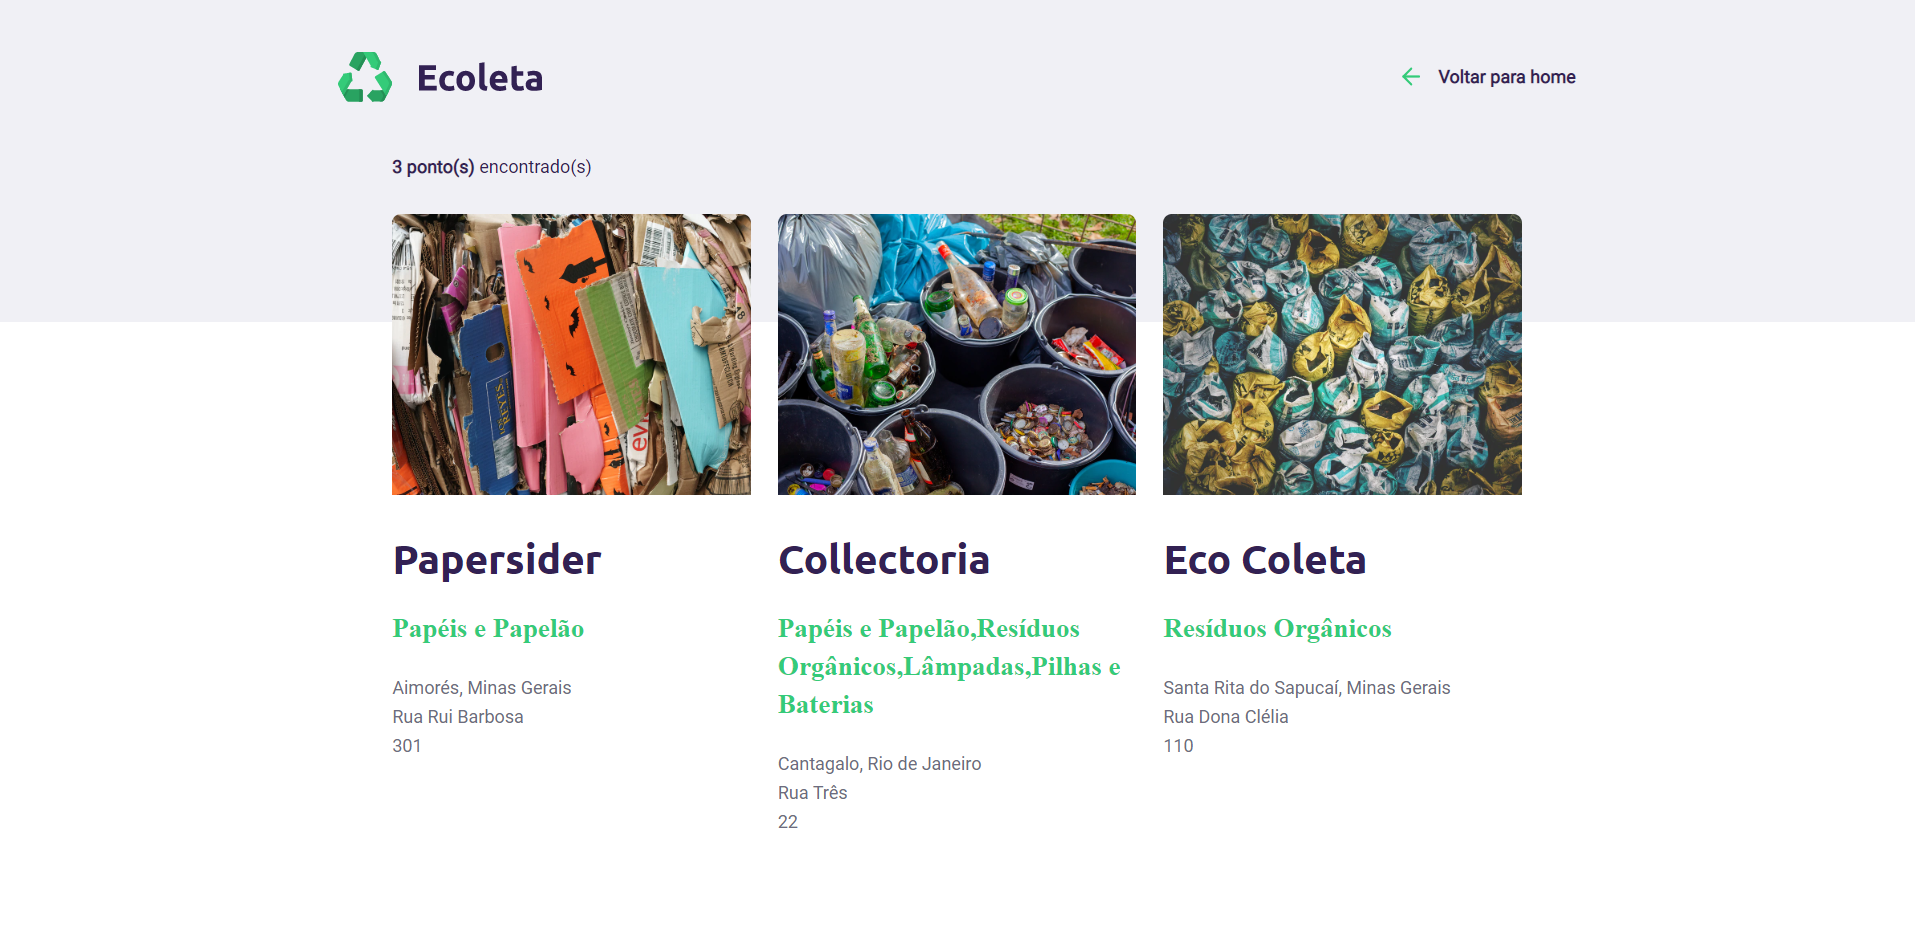 Ecoleta
Voltar para home
3 ponto(s) encontrado(s)
Papersider
Papéis e Papelão
Aimorés, Minas Gerais
Rua Rui Barbosa
301
Collectoria
Papéis e Papelão,Resíduos
Orgânicos,Lâmpadas,Pilhas e
Baterias
Cantagalo, Rio de Janeiro
Rua Três
22
Eco Coleta
Resíduos Orgânicos
Santa Rita do Sapucaí, Minas Gerais
Rua Dona Clélia
110